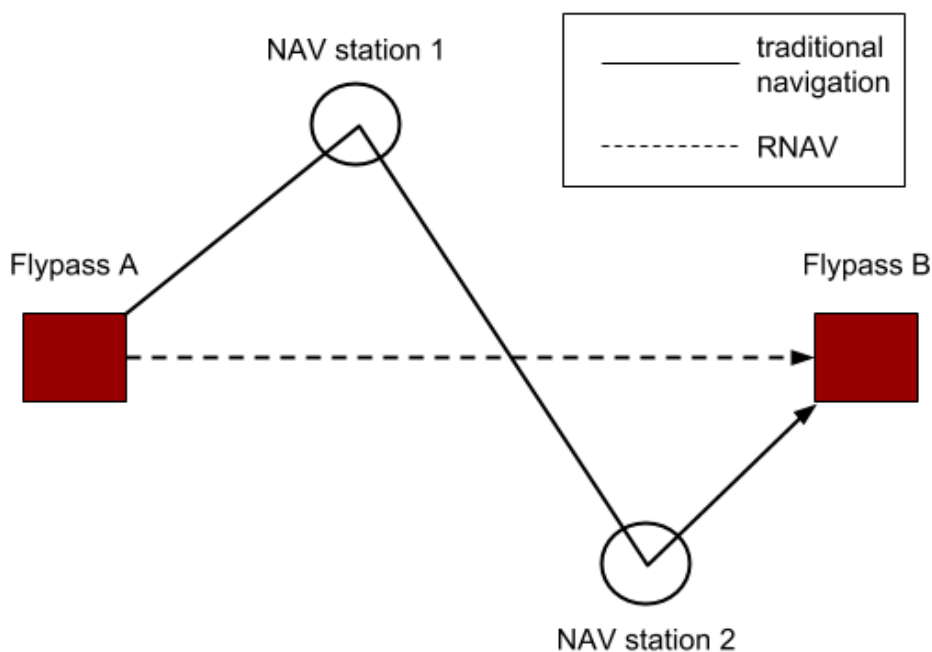 NAV station 1
traditional
navigation
RNAV
Flypass A
Flypass B
NAV station 2